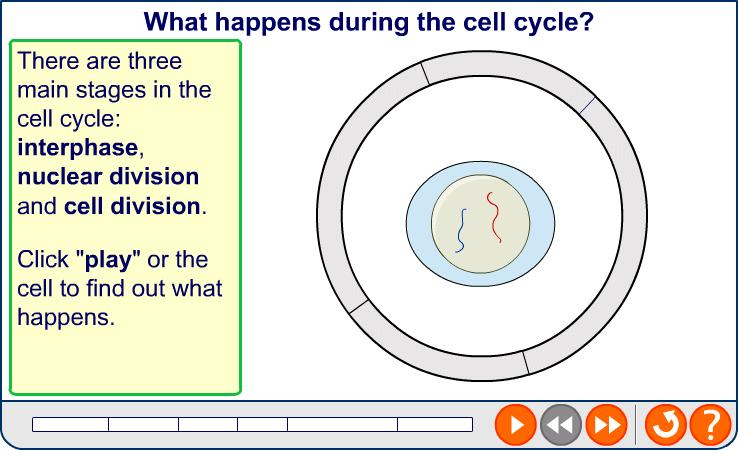 What happens during the cell cycle?
There are three
main stages in the
cell cycle:
interphase,
nuclear division
and cell division.
Click "play" or the
cell to find out what
happens.
?